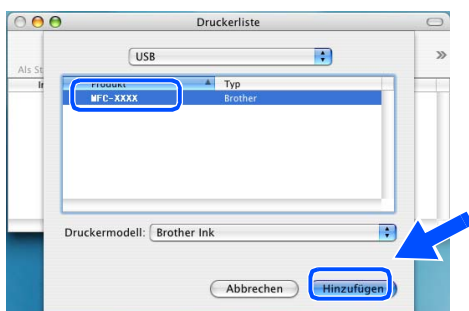 Druckerliste
USB
Als St
Produkt Typ
MFC-XXXX Brother
Druckermodell: Brother Ink
Abbrechen Hinzufügen